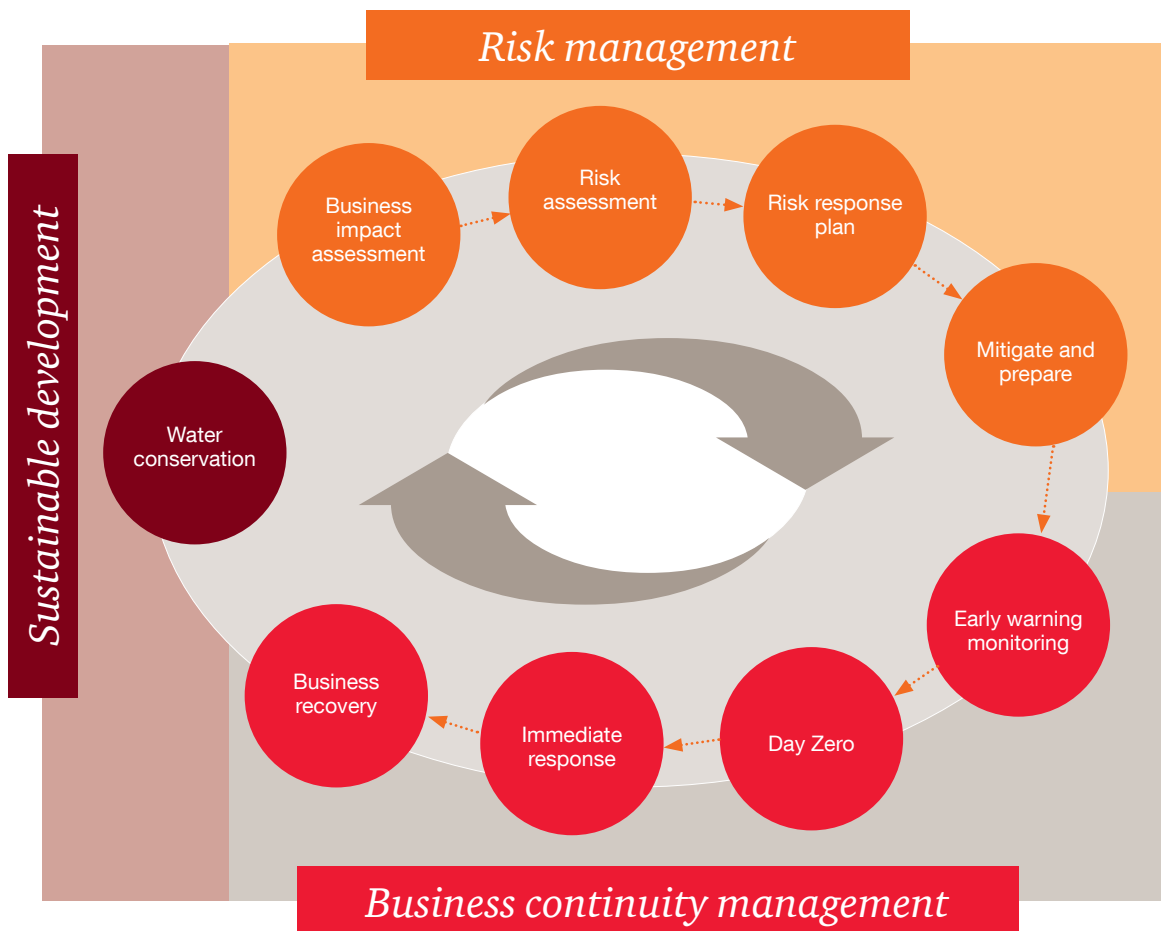 Risk management
Sustainable development
Business
impact
assessment
Risk
assessment
Risk response
plan
Mitigate and
prepare
Water
conservation
Early warning
monitoring
Business
recovery
Immediate
response
Day Zero
Business continuity management